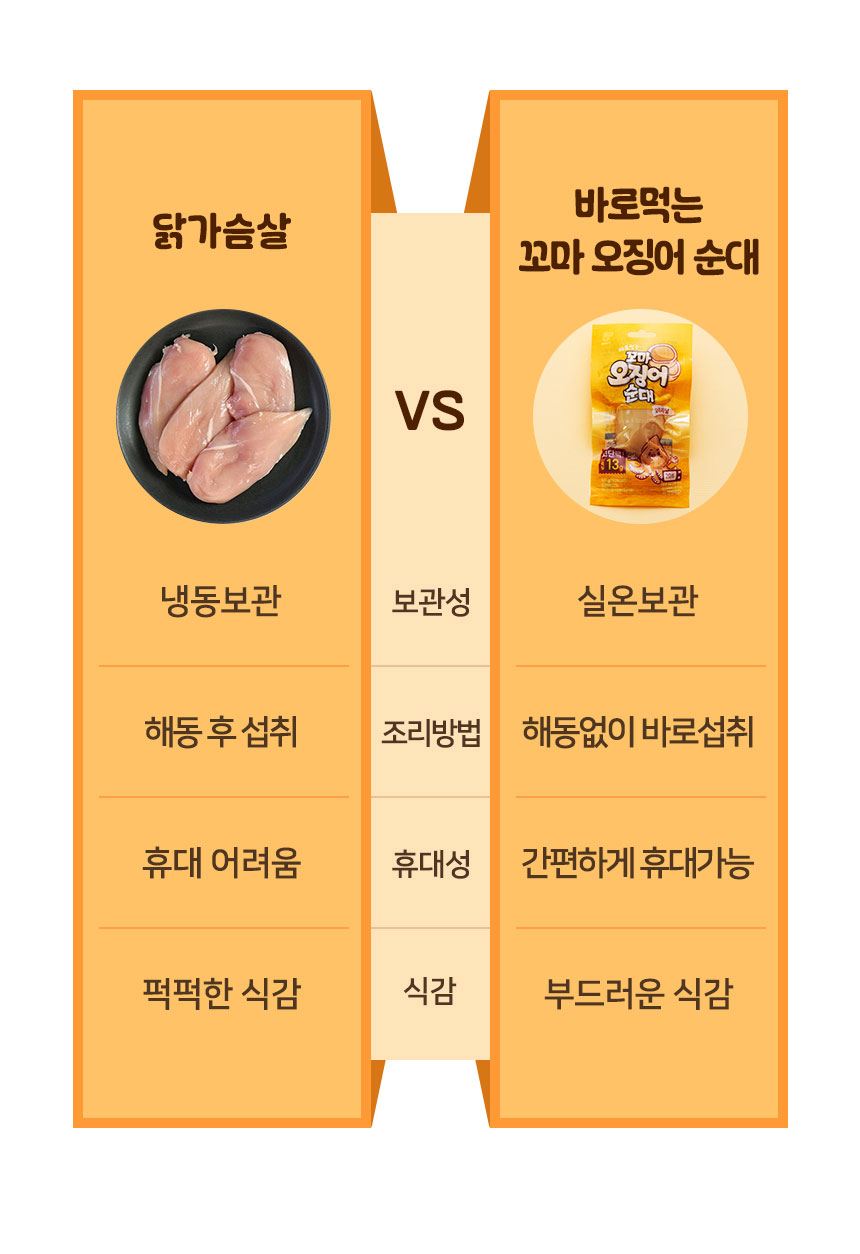 닭가슴살
바로먹는
꼬마 오징어 순대
VS
꼬마
오징어
순대
13g
냉동보관
보관성
실온보관
해동 후 섭취
조리방법
해동없이 바로섭취
휴대 어려움
휴대성
간편하게 휴대가능
퍽퍽한 식감
식감
부드러운 식감